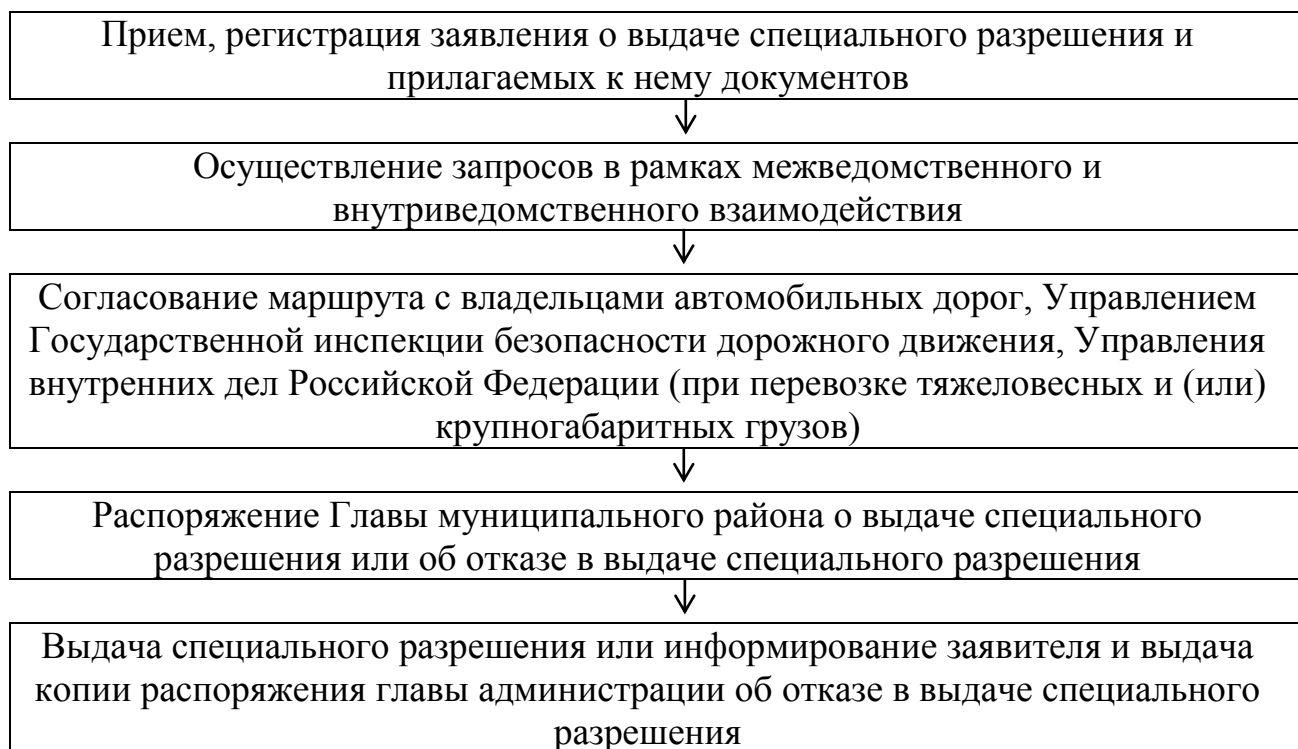 Прием, регистрация заявления о выдаче специального разрешения и
прилагаемых к нему документов
Осуществление запросов в рамках межведомственного и
внутриведомственного взаимодействия
Согласование маршрута с владельцами автомобильных дорог, Управлением
Государственной инспекции безопасности дорожного движения, Управления
внутренних дел Российской Федерации (при перевозке тяжеловесных и (или)
крупногабаритных грузов)
Распоряжение Главы муниципального района о выдаче специального
разрешения или об отказе в выдаче специального разрешения
Выдача специального разрешения или информирование заявителя и выдача
копии распоряжения главы администрации об отказе в выдаче специального
разрешения